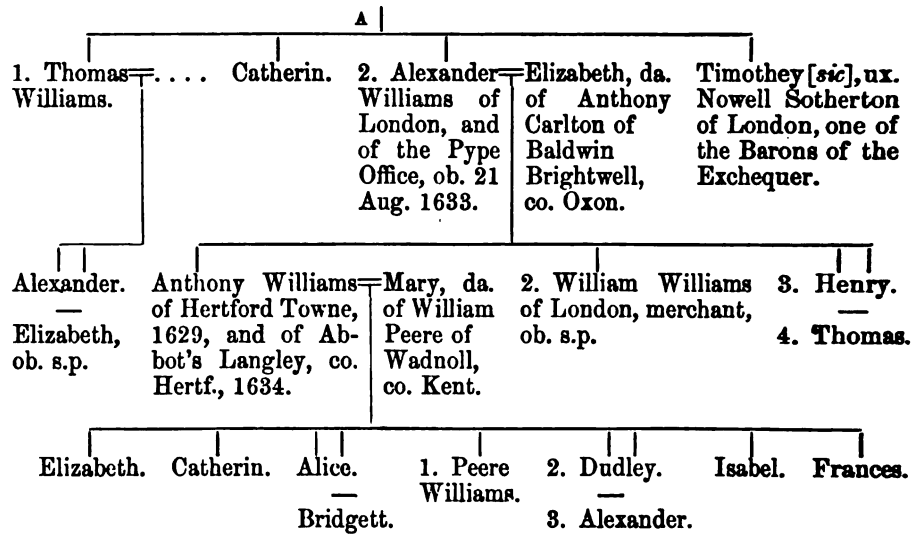 A
1. Thomas=.... Catherin. 2. Alexander=Elizabeth, da. Timothey [sic], ux.
Williams. Williams of of Anthony Nowell Sotherton
London, and Carlton of of London, one of
of the Pype Baldwin the Barons of the
Office, ob. 21 Brightwell, Exchequer.
Aug. 1633. co. Oxon.
Alexander. Anthony Williams=Mary, da. 2. William Williams 3. Henry.
— of Hertford Towne, of William of London, merchant, —
Elizabeth, 1629, and of Ab- Peere of ob. s.p. 4. Thomas.
ob. s.p. bot's Langley, co. Wadnoll,
Hertf., 1634. co. Kent.
Elizabeth. Catherin. Alice. 1. Peere 2. Dudley. Isabel. Frances.
— Williams. —
Bridgett. 3. Alexander.